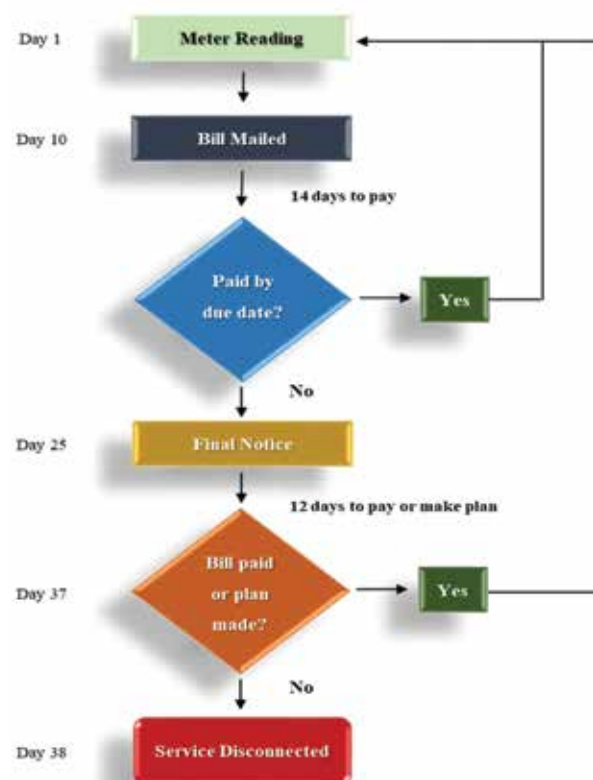 Day 1
Meter Reading
Day 10
Bill Mailed
14 days to pay
Paid by
due date?
Yes
No
Day 25
Final Notice
12 days to pay or make plan
Bill paid
Day 37
or plan
made?
Yes
No
Day 38
Service Disconnected